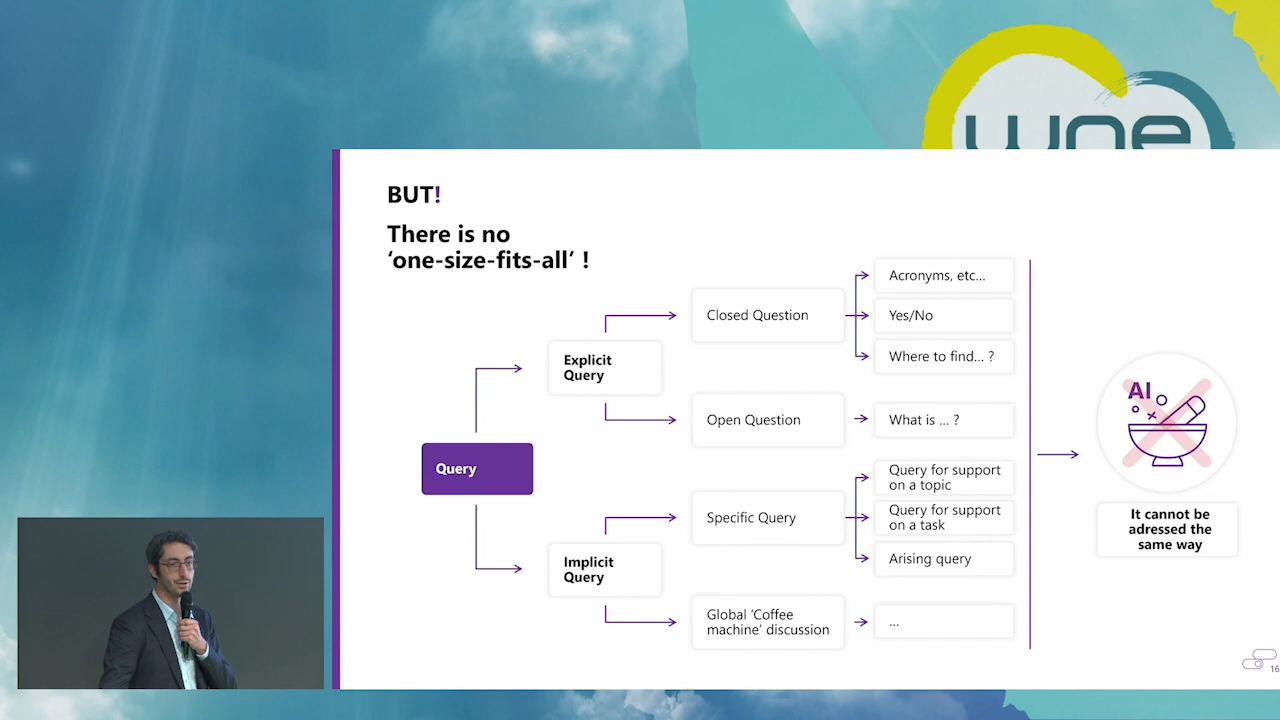 wne
BUT!
There is no
‘one-size-fits-all’ !
Query
Explicit
Query
Implicit
Query
Closed Question
Open Question
Specific Query
Global ‘Coffee
machine’ discussion
Acronyms, etc...
Yes/No
Where to find... ?
What is ... ?
Query for support
on a topic
Query for support
on a task
Arising query
...
AI
It cannot be
adressed the
same way
16